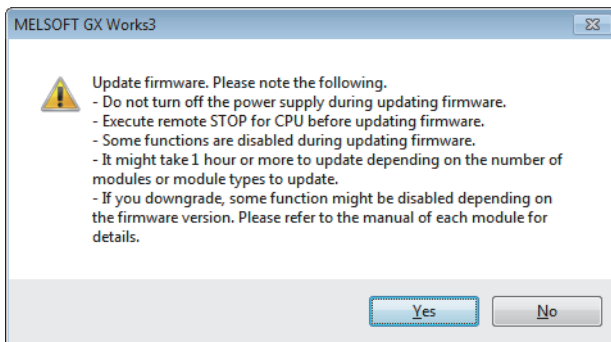 MELSOFT GX Works3
Update firmware. Please note the following.
- Do not turn off the power supply during updating firmware.
- Execute remote STOP for CPU before updating firmware.
- Some functions are disabled during updating firmware.
- It might take 1 hour or more to update depending on the number of
modules or module types to update.
- If you downgrade, some function might be disabled depending on
the firmware version. Please refer to the manual of each module for
details.
Yes
No